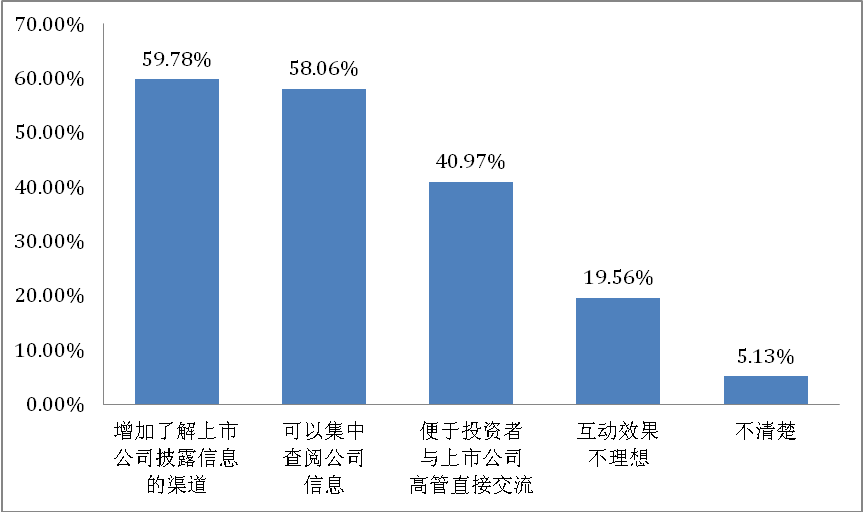 70.00%
60.00%
50.00%
40.00%
30.00%
20.00%
10.00%
0.00%
59.78%
58.06%
40.97%
19.56%
5.13%
增加了解上市
公司披露信息
的渠道
可以集中
查阅公司
信息
便于投资者
与上市公司
高管直接交流
互动效果
不理想
不清楚